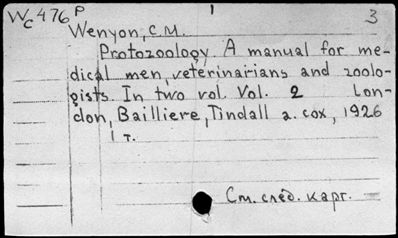 Wc 476 P 1 3
Wenyon, C.M.
Protozoology. A manual for me-
dical men, veterinarians and zoolo-
gists. In two vol. Vol. 2 Lon-
don, Bailliere, Tindall a. cox, 1926
1 т.
См. след. карт.